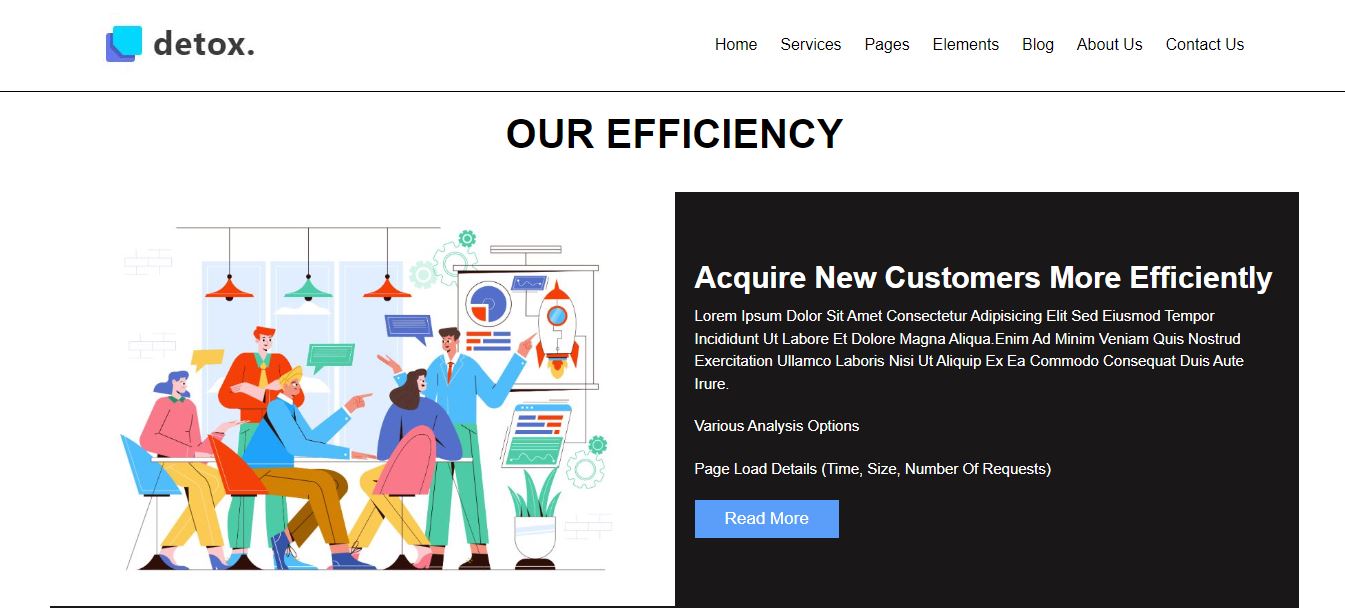 detox.
Home Services Pages Elements Blog About Us Contact Us
OUR EFFICIENCY
Acquire New Customers More Efficiently
Lorem Ipsum Dolor Sit Amet Consectetur Adipisicing Elit Sed Eiusmod Tempor
Incididunt Ut Labore Et Dolore Magna Aliqua.Enim Ad Minim Veniam Quis Nostrud
Exercitation Ullamco Laboris Nisi Ut Aliquip Ex Ea Commodo Consequat Duis Aute
Irure.
Various Analysis Options
Page Load Details (Time, Size, Number Of Requests)
Read More